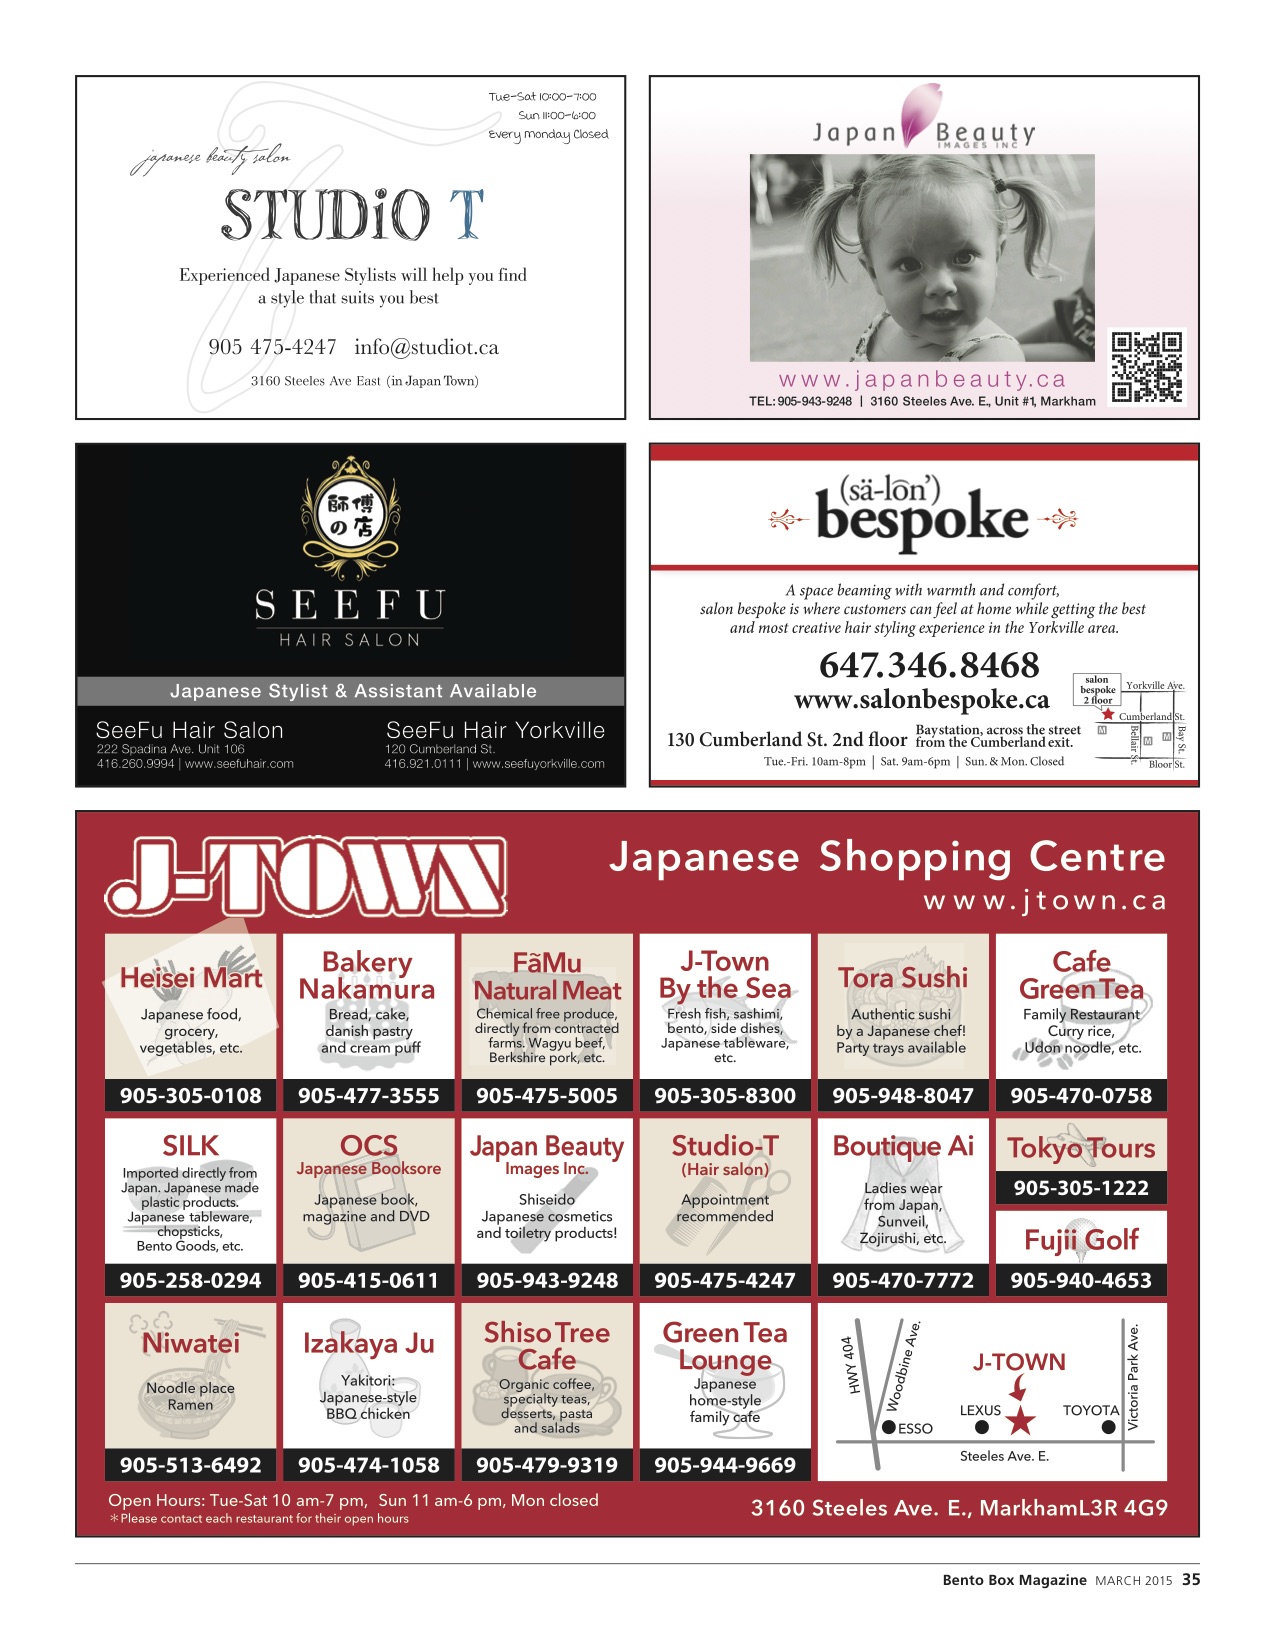 Tue-Sat 10:00-7:00
Sun 11:00-6:00
Every Monday Closed
japanese beauty salon
STUDiO T
Experienced Japanese Stylists will help you find
a style that suits you best
905 475-4247 info@studiot.ca
3160 Steeles Ave East (in Japan Town)
Japan Beauty
IMAGES INC
www.japanbeauty.ca
TEL: 905-943-9248 | 3160 Steeles Ave. E., Unit #1, Markham
師傅
の店
SEEFU
HAIR SALON
Japanese Stylist & Assistant Available
SeeFu Hair Salon
222 Spadina Ave. Unit 106
416.260.9994 | www.seefuhair.com
SeeFu Hair Yorkville
120 Cumberland St.
416.921.0111 | www.seefuyorkville.com
(sä-lōn')
bespoke
A space beaming with warmth and comfort,
salon bespoke is where customers can feel at home while getting the best
and most creative hair styling experience in the Yorkville area.
647.346.8468
www.salonbespoke.ca
130 Cumberland St. 2nd floor
Bay station, across the street
from the Cumberland exit.
Tue.-Fri. 10am-8pm | Sat. 9am-6pm | Sun. & Mon. Closed
salon
bespoke
2 floor
Yorkville Ave.
Cumberland St.
Bellair St.
Bay St.
M
M
M
Bloor St.
J-TOWN
Japanese Shopping Centre
www.jtown.ca
Heisei Mart
Japanese food,
grocery,
vegetables, etc.
905-305-0108
Bakery
Nakamura
Bread, cake,
danish pastry
and cream puff
905-477-3555
FãMu
Natural Meat
Chemical free produce,
directly from contracted
farms. Wagyu beef,
Berkshire pork, etc.
905-475-5005
J-Town
By the Sea
Fresh fish, sashimi,
bento, side dishes,
Japanese tableware,
etc.
905-305-8300
Tora Sushi
Authentic sushi
by a Japanese chef!
Party trays available
905-948-8047
Cafe
Green Tea
Family Restaurant
Curry rice,
Udon noodle, etc.
905-470-0758
SILK
Imported directly from
Japan. Japanese made
plastic products.
Japanese tableware,
chopsticks,
Bento Goods, etc.
905-258-0294
OCS
Japanese Booksore
Japanese book,
magazine and DVD
905-415-0611
Japan Beauty
Images Inc.
Shiseido
Japanese cosmetics
and toiletry products!
905-943-9248
Studio-T
(Hair salon)
Appointment
recommended
905-475-4247
Boutique Ai
Ladies wear
from Japan,
Sunveil,
Zojirushi, etc.
905-470-7772
Tokyo Tours
905-305-1222
Fujii Golf
905-940-4653
Niwatei
Noodle place
Ramen
905-513-6492
Izakaya Ju
Yakitori:
Japanese-style
BBQ chicken
905-474-1058
Shiso Tree
Cafe
Organic coffee,
specialty teas,
desserts, pasta
and salads
905-479-9319
Green Tea
Lounge
Japanese
home-style
family cafe
905-944-9669
HWY 404
Woodbine Ave.
J-TOWN
LEXUS
TOYOTA
ESSO
Victoria Park Ave.
Steeles Ave. E.
Open Hours: Tue-Sat 10 am-7 pm, Sun 11 am-6 pm, Mon closed
*Please contact each restaurant for their open hours
3160 Steeles Ave. E., MarkhamL3R 4G9
Bento Box Magazine MARCH 2015 35